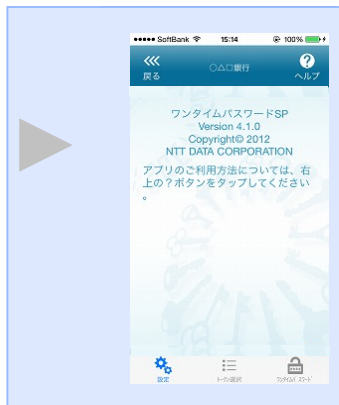 ●●●●● SoftBank 15:14 100%
戻る ○△□銀行 ? ヘルプ
ワンタイムパスワードSP
Version 4.1.0
Copyright© 2012
NTT DATA CORPORATION
アプリのご利用方法については、右
上の？ボタンをタップしてください
。
設定 トークン選択 ワンタイムパスワード